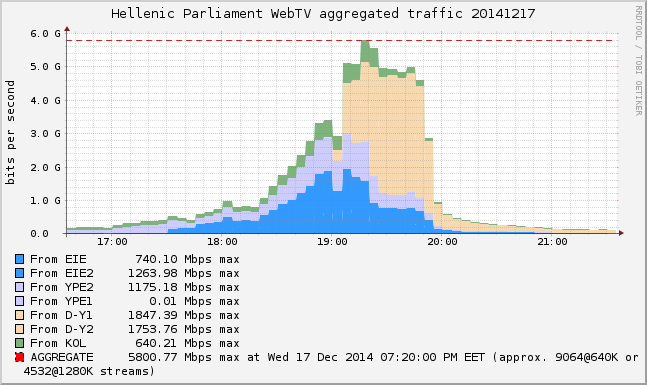 Hellenic Parliament WebTV aggregated traffic 20141217
RRDTOOL / TOBI OETIKER
bits per second
6.0 G
5.0 G
4.0 G
3.0 G
2.0 G
1.0 G
0.0
17:00 18:00 19:00 20:00 21:00
From EIE 740.10 Mbps max
From EIE2 1263.98 Mbps max
From YPE2 1175.18 Mbps max
From YPE1 0.01 Mbps max
From D-Y1 1847.39 Mbps max
From D-Y2 1753.76 Mbps max
From KOL 640.21 Mbps max
AGGREGATE 5800.77 Mbps max at Wed 17 Dec 2014 07:20:00 PM EET (approx. 9064@640K or
4532@1280K streams)